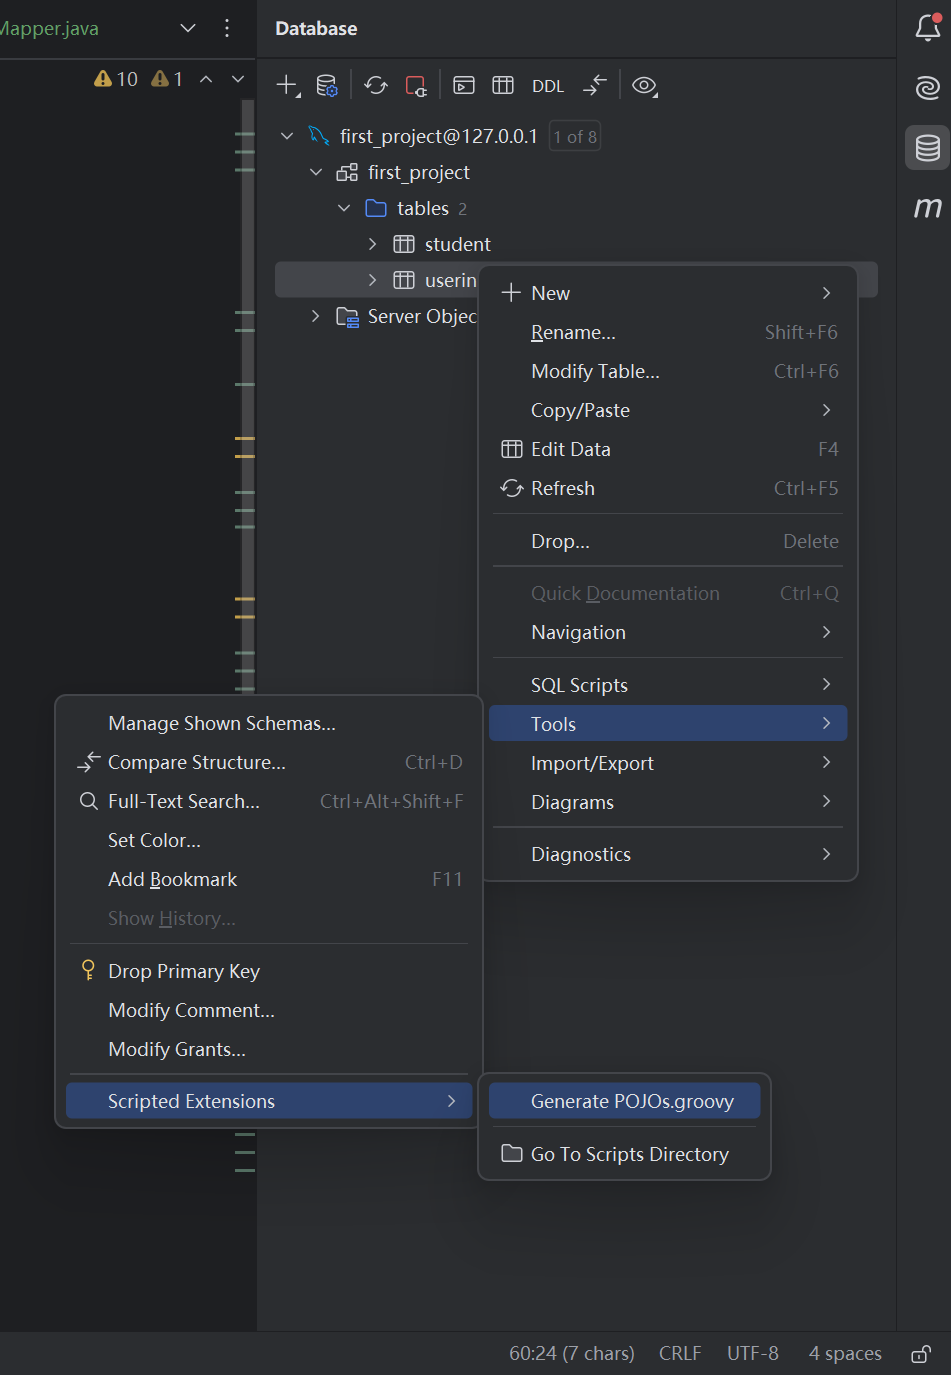 Mapper.java
Database
10 1
DDL
first_project@127.0.0.1 1 of 8
first_project
tables 2
student
userin
Server Objec
New
Rename... Shift+F6
Modify Table... Ctrl+F6
Copy/Paste
Edit Data F4
Refresh Ctrl+F5
Drop... Delete
Quick Documentation Ctrl+Q
Navigation
SQL Scripts
Tools
Import/Export
Diagrams
Diagnostics
Manage Shown Schemas...
Compare Structure... Ctrl+D
Full-Text Search... Ctrl+Alt+Shift+F
Set Color...
Add Bookmark F11
Show History...
Drop Primary Key
Modify Comment...
Modify Grants...
Scripted Extensions
Generate POJOs.groovy
Go To Scripts Directory
m
60:24 (7 chars) CRLF UTF-8 4 spaces